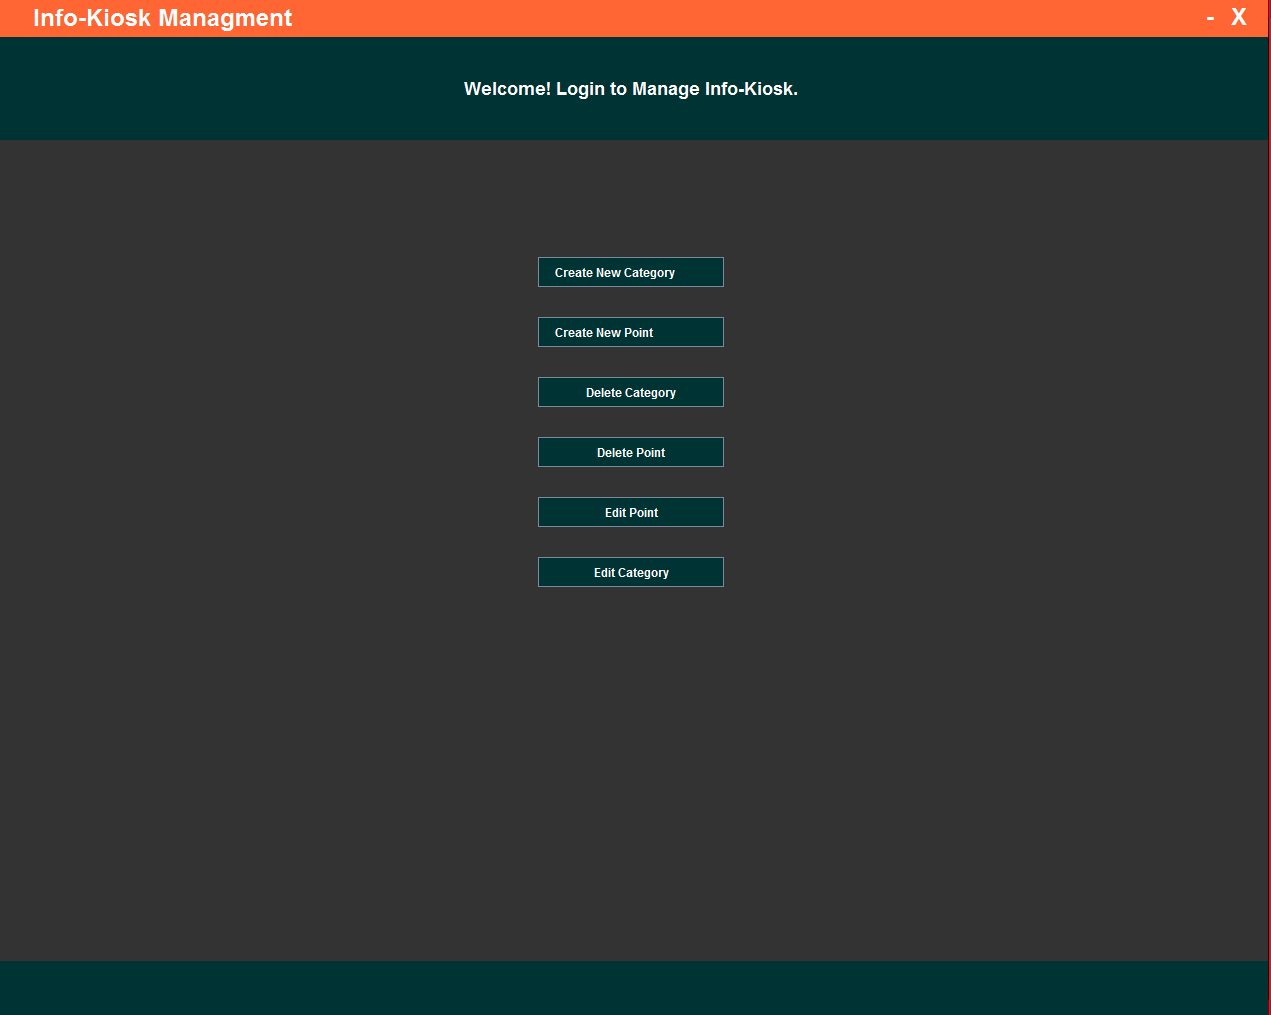 Info-Kiosk Managment
- X
Welcome! Login to Manage Info-Kiosk.
Create New Category
Create New Point
Delete Category
Delete Point
Edit Point
Edit Category